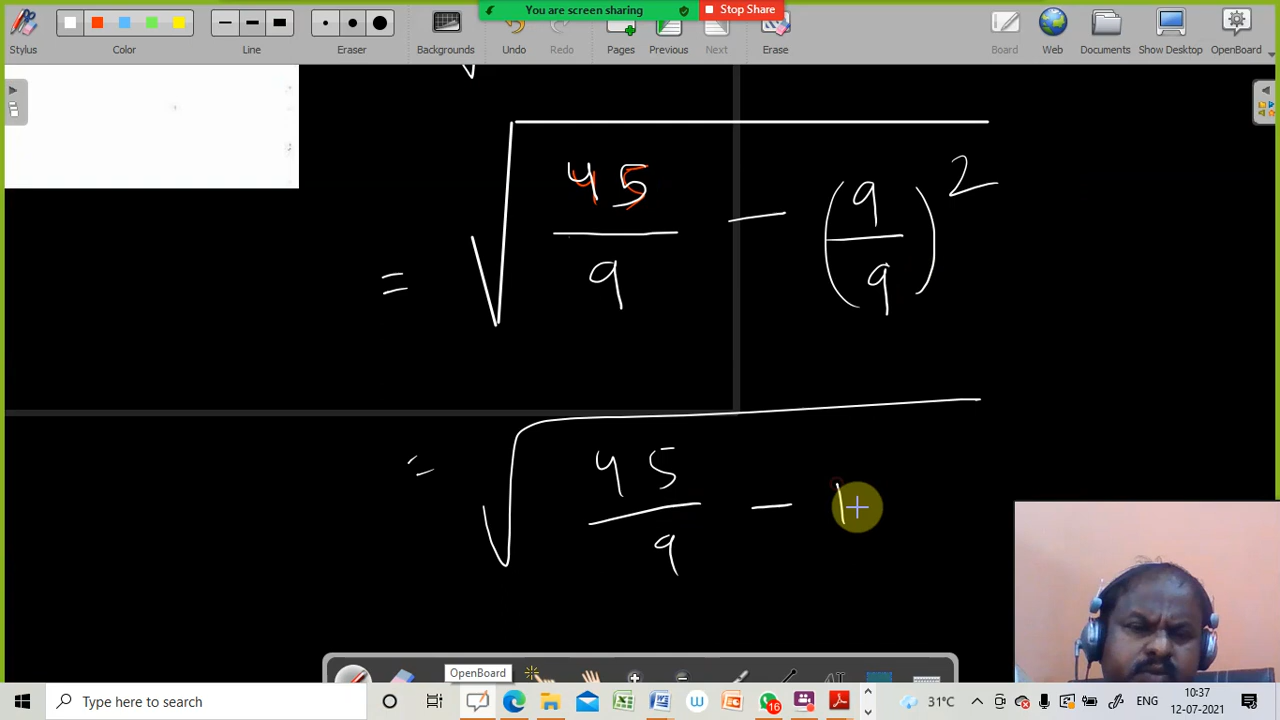 You are screen sharing Stop Share
Stylus Color Line Eraser Backgrounds Undo Redo Pages Previous Next Erase Board Web Documents Show Desktop OpenBoard
= √ 45/9 − (9/9)²
= √ 45/9 − 1
OpenBoard
Type here to search
16
31°C ENG 10:37
12-07-2021